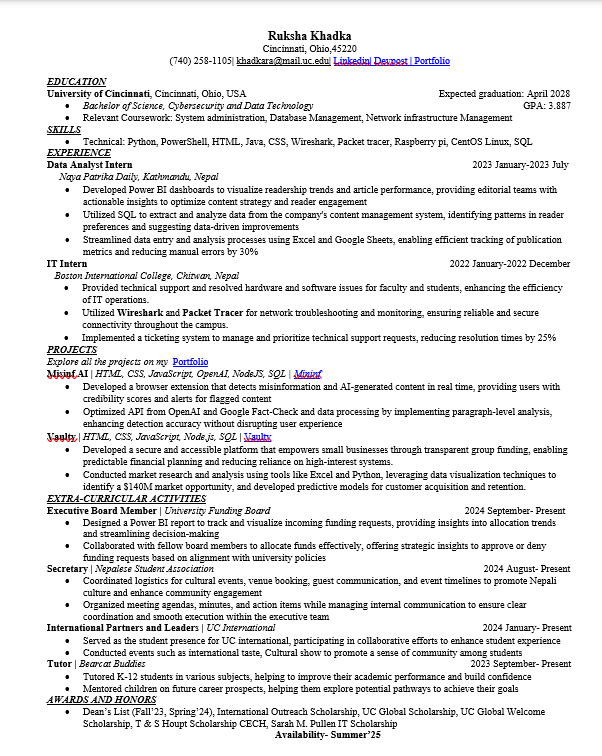 Ruksha Khadka
Cincinnati, Ohio,45220
(740) 258-1105| khadkara@mail.uc.edu| Linkedin| Devpost | Portfolio
EDUCATION
University of Cincinnati, Cincinnati, Ohio, USA Expected graduation: April 2028
• Bachelor of Science, Cybersecurity and Data Technology GPA: 3.887
• Relevant Coursework: System administration, Database Management, Network infrastructure Management
SKILLS
• Technical: Python, PowerShell, HTML, Java, CSS, Wireshark, Packet tracer, Raspberry pi, CentOS Linux, SQL
EXPERIENCE
Data Analyst Intern 2023 January-2023 July
Naya Patrika Daily, Kathmandu, Nepal
• Developed Power BI dashboards to visualize readership trends and article performance, providing editorial teams with
actionable insights to optimize content strategy and reader engagement
• Utilized SQL to extract and analyze data from the company's content management system, identifying patterns in reader
preferences and suggesting data-driven improvements
• Streamlined data entry and analysis processes using Excel and Google Sheets, enabling efficient tracking of publication
metrics and reducing manual errors by 30%
IT Intern 2022 January-2022 December
Boston International College, Chitwan, Nepal
• Provided technical support and resolved hardware and software issues for faculty and students, enhancing the efficiency
of IT operations.
• Utilized Wireshark and Packet Tracer for network troubleshooting and monitoring, ensuring reliable and secure
connectivity throughout the campus.
• Implemented a ticketing system to manage and prioritize technical support requests, reducing resolution times by 25%
PROJECTS
Explore all the projects on my Portfolio
Misinf.AI | HTML, CSS, JavaScript, OpenAI, NodeJS, SQL | Mininf
• Developed a browser extension that detects misinformation and AI-generated content in real time, providing users with
credibility scores and alerts for flagged content
• Optimized API from OpenAI and Google Fact-Check and data processing by implementing paragraph-level analysis,
enhancing detection accuracy without disrupting user experience
Vaulty | HTML, CSS, JavaScript, Node.js, SQL | Vaulty
• Developed a secure and accessible platform that empowers small businesses through transparent group funding, enabling
predictable financial planning and reducing reliance on high-interest systems.
• Conducted market research and analysis using tools like Excel and Python, leveraging data visualization techniques to
identify a $140M market opportunity, and developed predictive models for customer acquisition and retention.
EXTRA-CURRICULAR ACTIVITIES
Executive Board Member | University Funding Board 2024 September- Present
• Designed a Power BI report to track and visualize incoming funding requests, providing insights into allocation trends
and streamlining decision-making
• Collaborated with fellow board members to allocate funds effectively, offering strategic insights to approve or deny
funding requests based on alignment with university policies
Secretary | Nepalese Student Association 2024 August- Present
• Coordinated logistics for cultural events, venue booking, guest communication, and event timelines to promote Nepali
culture and enhance community engagement
• Organized meeting agendas, minutes, and action items while managing internal communication to ensure clear
coordination and smooth execution within the executive team
International Partners and Leaders | UC International 2024 January- Present
• Served as the student presence for UC international, participating in collaborative efforts to enhance student experience
• Conducted events such as international taste, Cultural show to promote a sense of community among students
Tutor | Bearcat Buddies 2023 September- Present
• Tutored K-12 students in various subjects, helping to improve their academic performance and build confidence
• Mentored children on future career prospects, helping them explore potential pathways to achieve their goals
AWARDS AND HONORS
• Dean's List (Fall'23, Spring'24), International Outreach Scholarship, UC Global Scholarship, UC Global Welcome
Scholarship, T & S Houpt Scholarship CECH, Sarah M. Pullen IT Scholarship
Availability- Summer'25